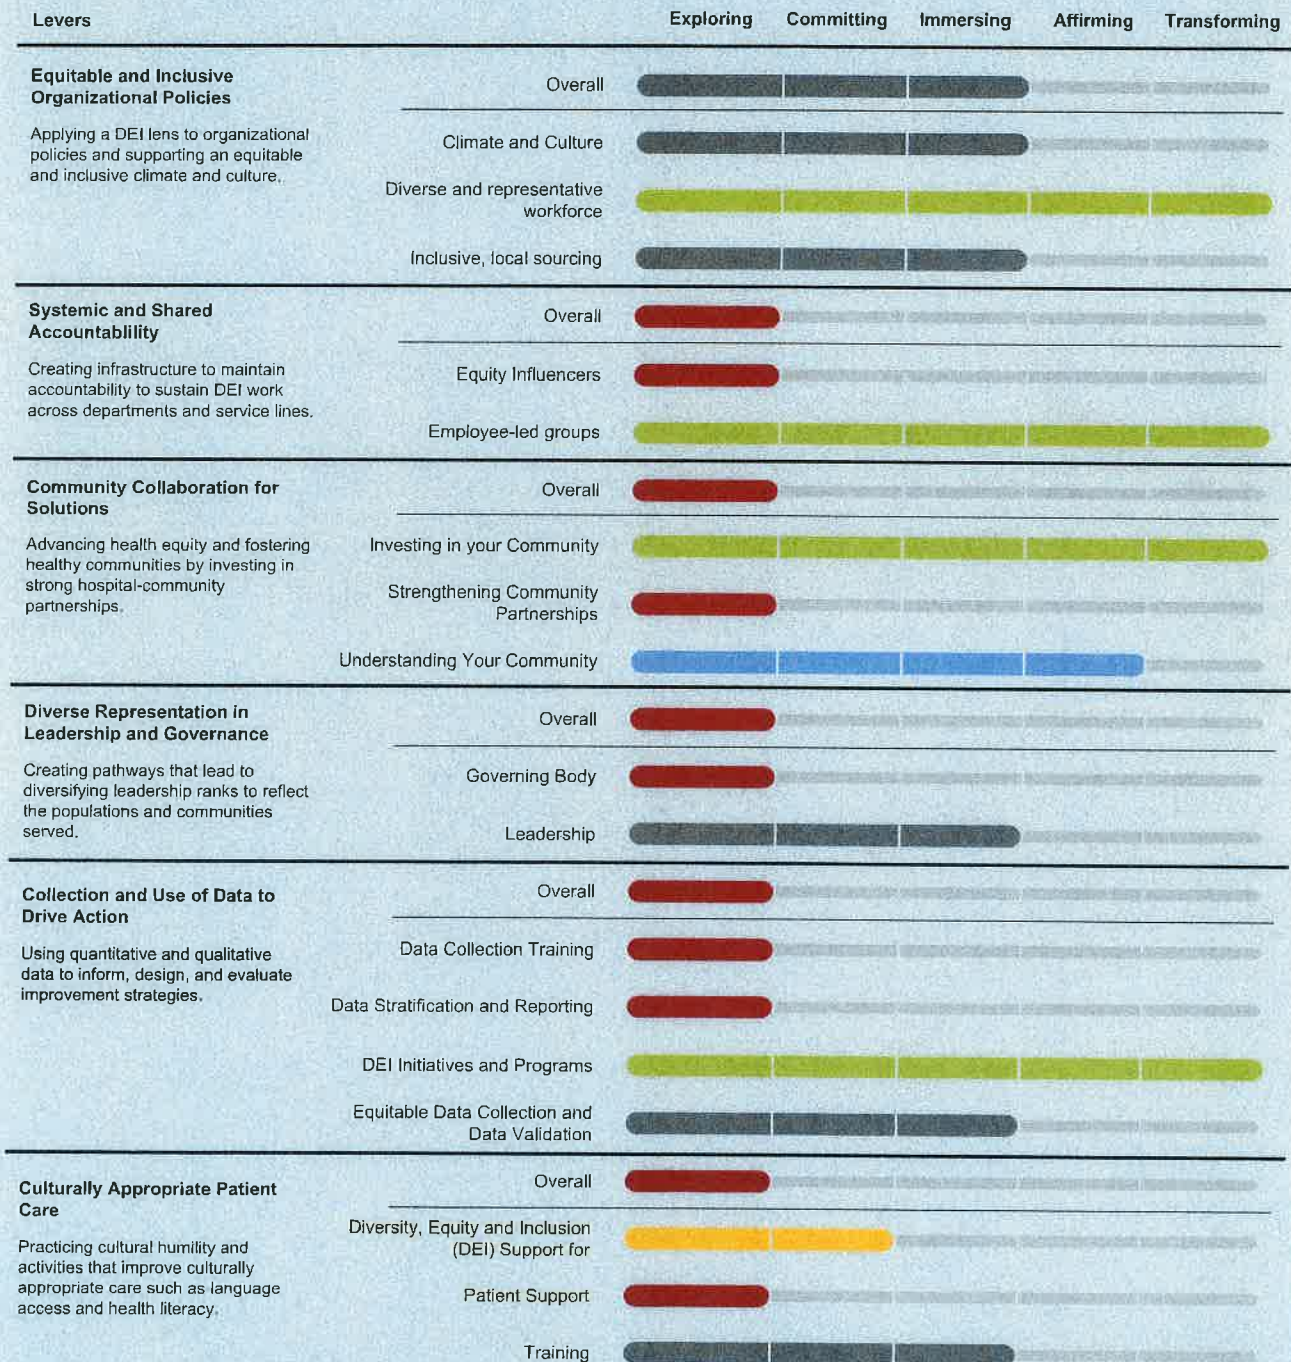 Levers Exploring Committing Immersing Affirming Transforming
Equitable and Inclusive
Organizational Policies
Applying a DEI lens to organizational
policies and supporting an equitable
and inclusive climate and culture.
Overall
Climate and Culture
Diverse and representative
workforce
Inclusive, local sourcing
Systemic and Shared
Accountablility
Creating infrastructure to maintain
accountability to sustain DEI work
across departments and service lines.
Overall
Equity Influencers
Employee-led groups
Community Collaboration for
Solutions
Advancing health equity and fostering
healthy communities by investing in
strong hospital-community
partnerships.
Overall
Investing in your Community
Strengthening Community
Partnerships
Understanding Your Community
Diverse Representation in
Leadership and Governance
Creating pathways that lead to
diversifying leadership ranks to reflect
the populations and communities
served.
Overall
Governing Body
Leadership
Collection and Use of Data to
Drive Action
Using quantitative and qualitative
data to inform, design, and evaluate
improvement strategies.
Overall
Data Collection Training
Data Stratification and Reporting
DEI Initiatives and Programs
Equitable Data Collection and
Data Validation
Culturally Appropriate Patient
Care
Practicing cultural humility and
activities that improve culturally
appropriate care such as language
access and health literacy.
Overall
Diversity, Equity and Inclusion
(DEI) Support for
Patient Support
Training